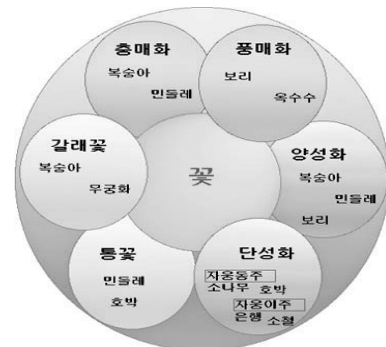 충매화
복숭아
민들레
풍매화
보리
옥수수
갈래꽃
복숭아
무궁화
꽃
양성화
복숭아
민들레
보리
통꽃
민들레
호박
단성화
자웅동주
소나무 호박
자웅이주
은행 소철